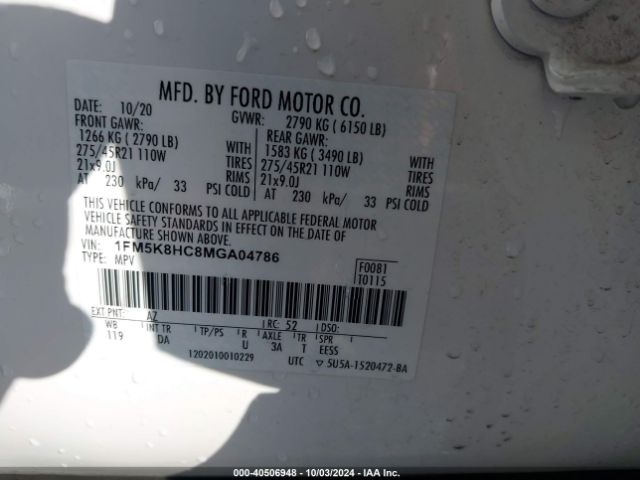 MFD. BY FORD MOTOR CO.
DATE: 10/20 GVWR: 2790 KG ( 6150 LB)
FRONT GAWR: REAR GAWR:
1266 KG ( 2790 LB) WITH 1583 KG ( 3490 LB) WITH
275/45R21 110W TIRES 275/45R21 110W TIRES
21x9.0J RIMS 21x9.0J RIMS
AT 230 kPa/ 33 PSI COLD AT 230 kPa/ 33 PSI COLD
THIS VEHICLE CONFORMS TO ALL APPLICABLE FEDERAL MOTOR
VEHICLE SAFETY STANDARDS IN EFFECT ON THE DATE OF
MANUFACTURE SHOWN ABOVE.
VIN: 1FM5K8HC8MGA04786
TYPE: MPV
F0081
T0115
EXT PNT: AZ RC: 52 DSO:
WB INT TR TP/PS R AXLE TR SPR
119 DA U 3A T EESS
1202010010229 UTC ▽ 5U5A-1520472-BA
000-40506948 - 10/03/2024 - IAAI.COM